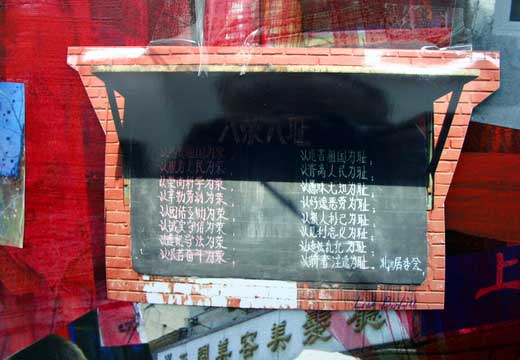 八荣八耻
以热爱祖国为荣，以危害祖国为耻；
以服务人民为荣，以背离人民为耻；
以崇尚科学为荣，以愚昧无知为耻；
以辛勤劳动为荣，以好逸恶劳为耻；
以团结互助为荣，以损人利己为耻；
以诚实守信为荣，以见利忘义为耻；
以遵纪守法为荣，以违法乱纪为耻；
以艰苦奋斗为荣，以骄奢淫逸为耻。
居委会
上
美容美髮廳